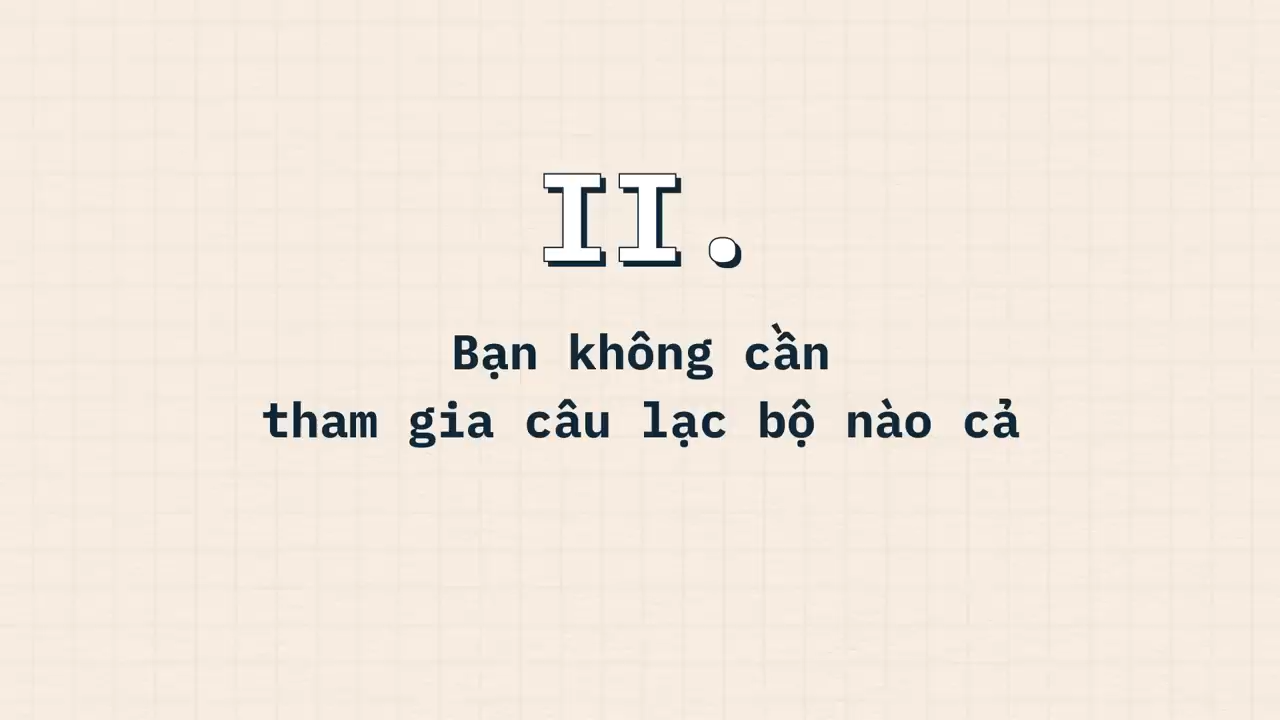 II.
Bạn không cần
tham gia câu lạc bộ nào cả